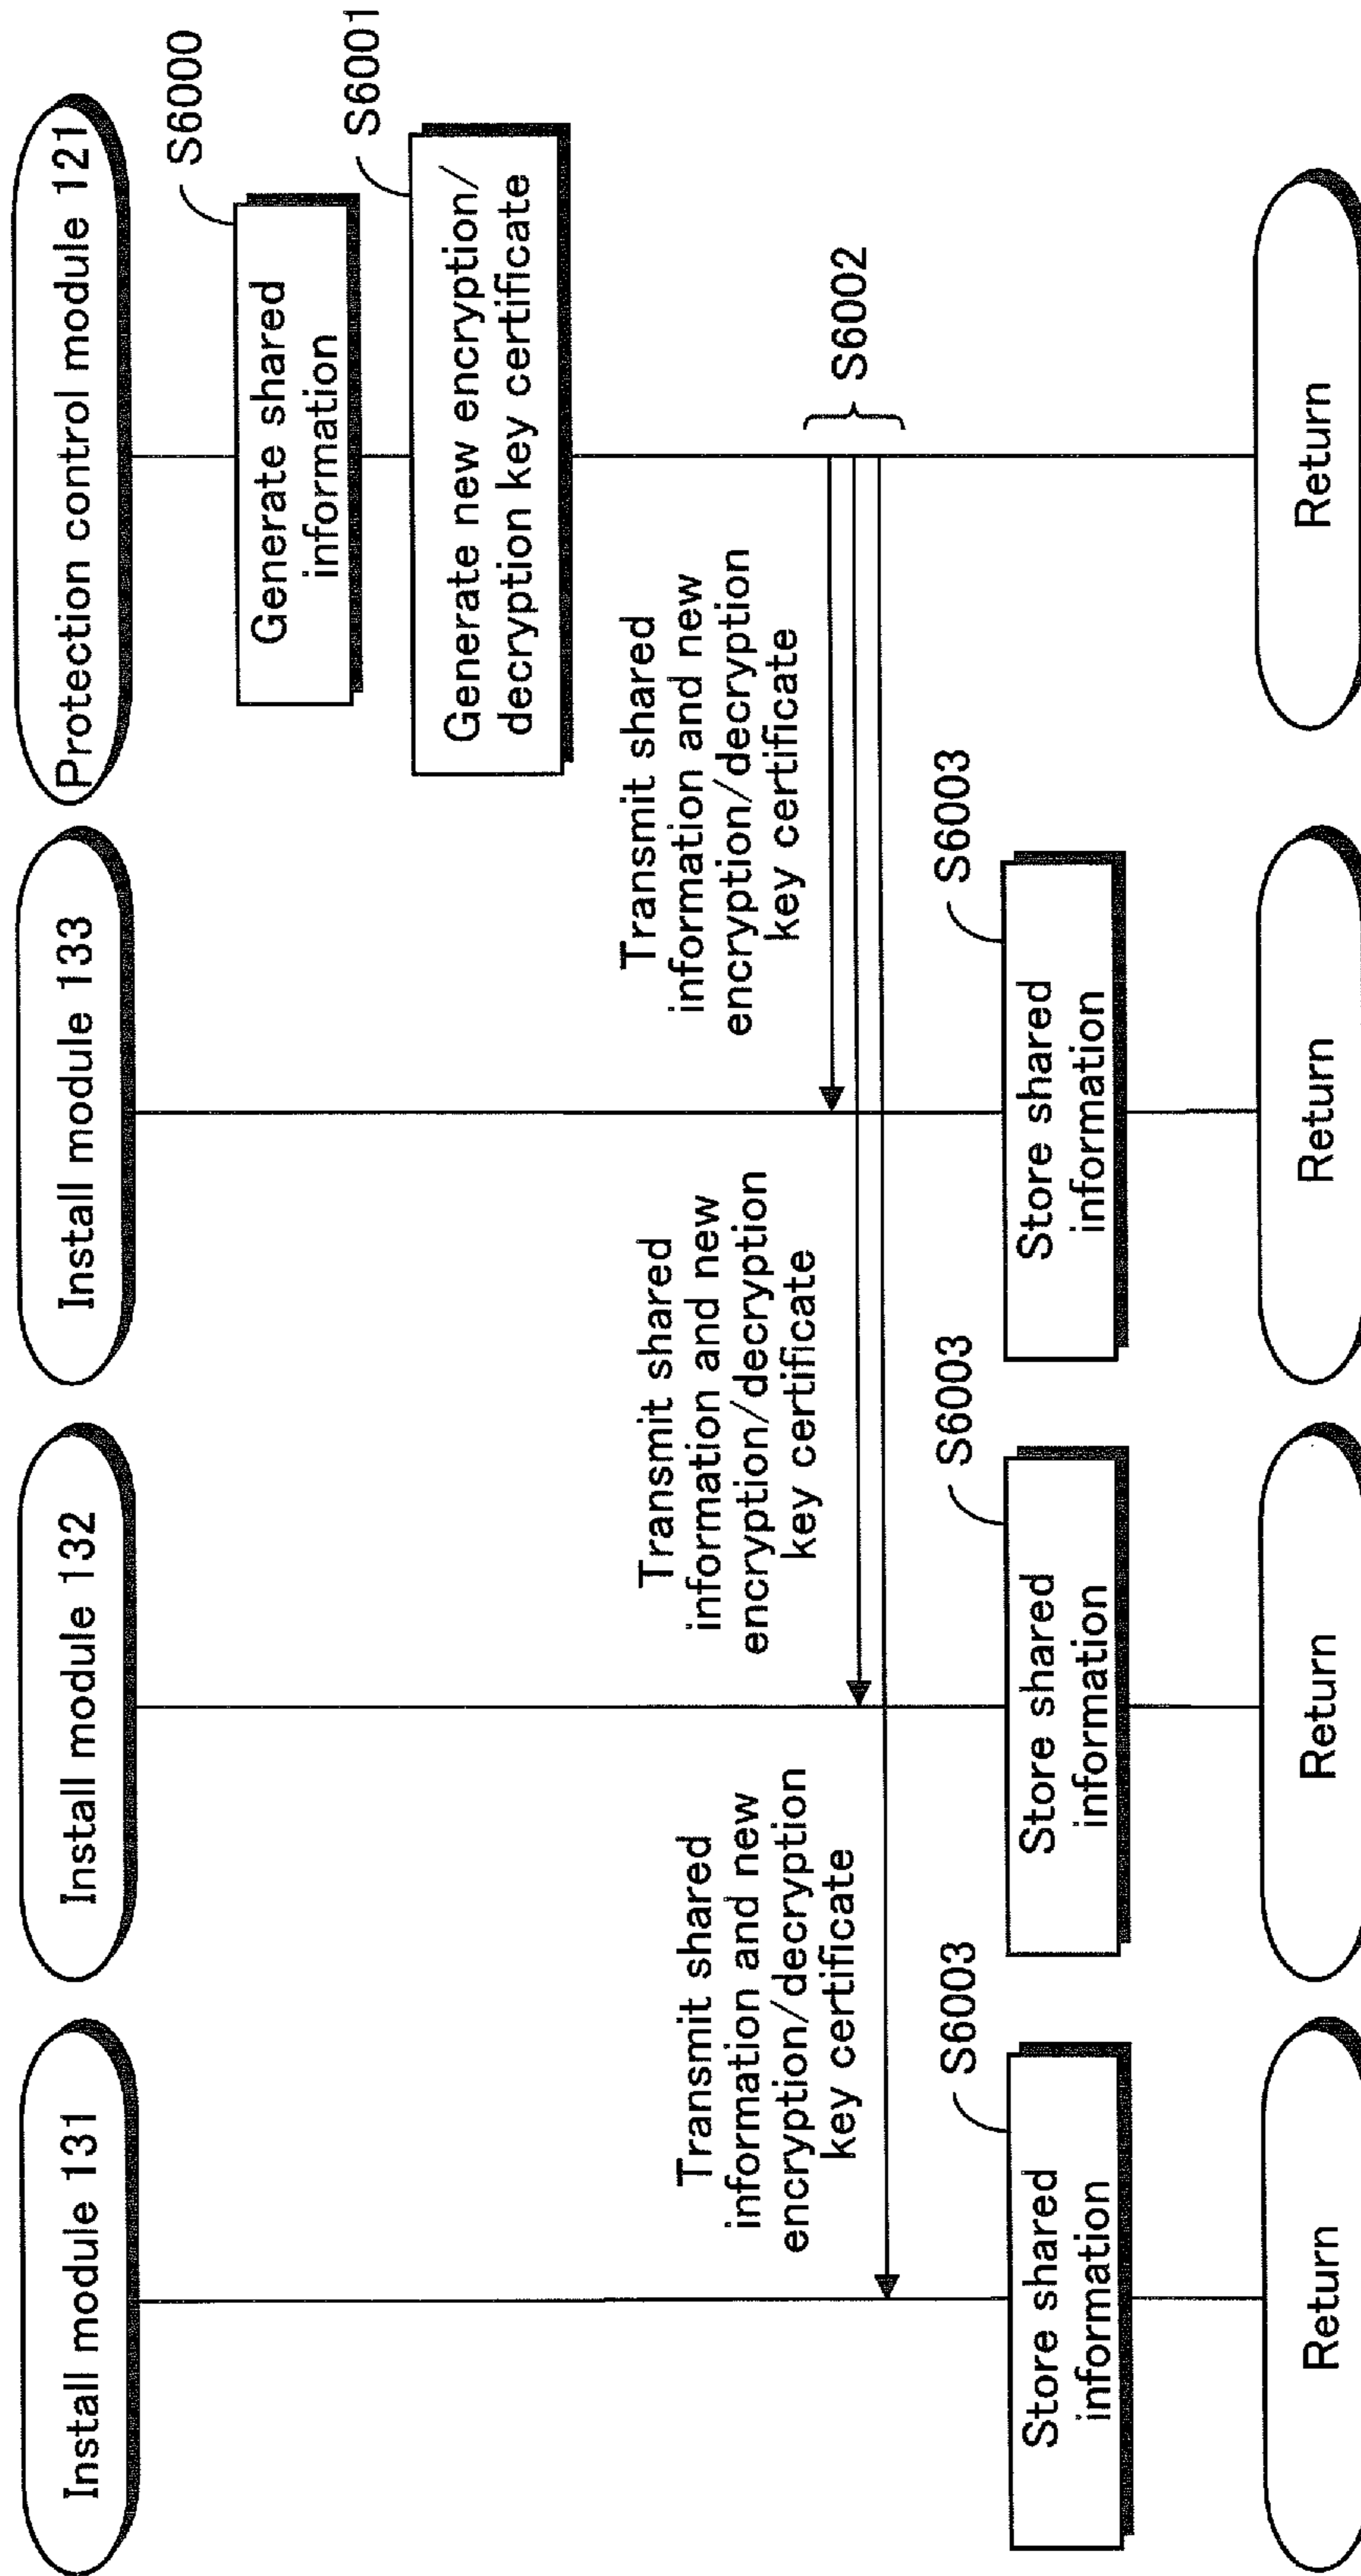 Install module 131
Install module 132
Install module 133
Protection control module 121
S6000
Generate shared
information
S6001
Generate new encryption/
decryption key certificate
Transmit shared
information and new
encryption/decryption
key certificate
Transmit shared
information and new
encryption/decryption
key certificate
Transmit shared
information and new
encryption/decryption
key certificate
S6002
S6003
Store shared
information
S6003
Store shared
information
S6003
Store shared
information
Return
Return
Return
Return